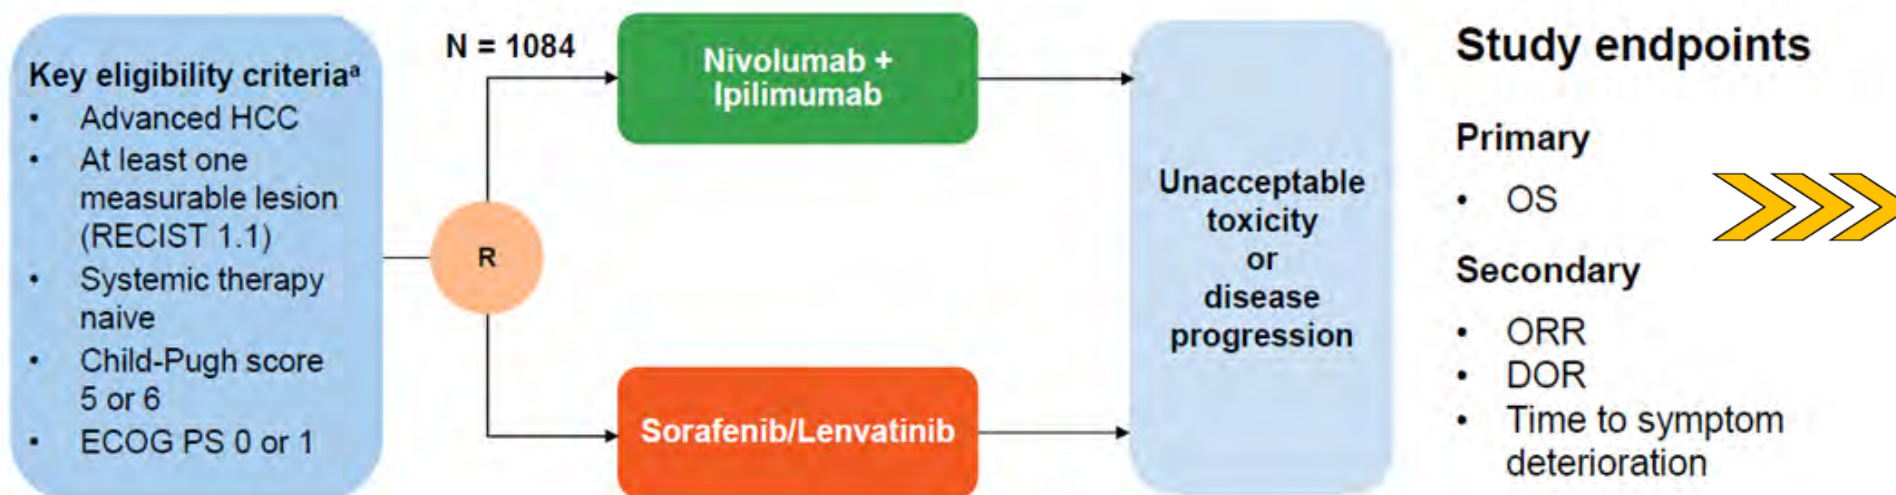 Key eligibility criteriaᵃ
• Advanced HCC
• At least one
measurable lesion
(RECIST 1.1)
• Systemic therapy
naive
• Child-Pugh score
5 or 6
• ECOG PS 0 or 1
R
N = 1084
Nivolumab +
Ipilimumab
Sorafenib/Lenvatinib
Unacceptable
toxicity
or
disease
progression
Study endpoints
Primary
• OS
Secondary
• ORR
• DOR
• Time to symptom
deterioration